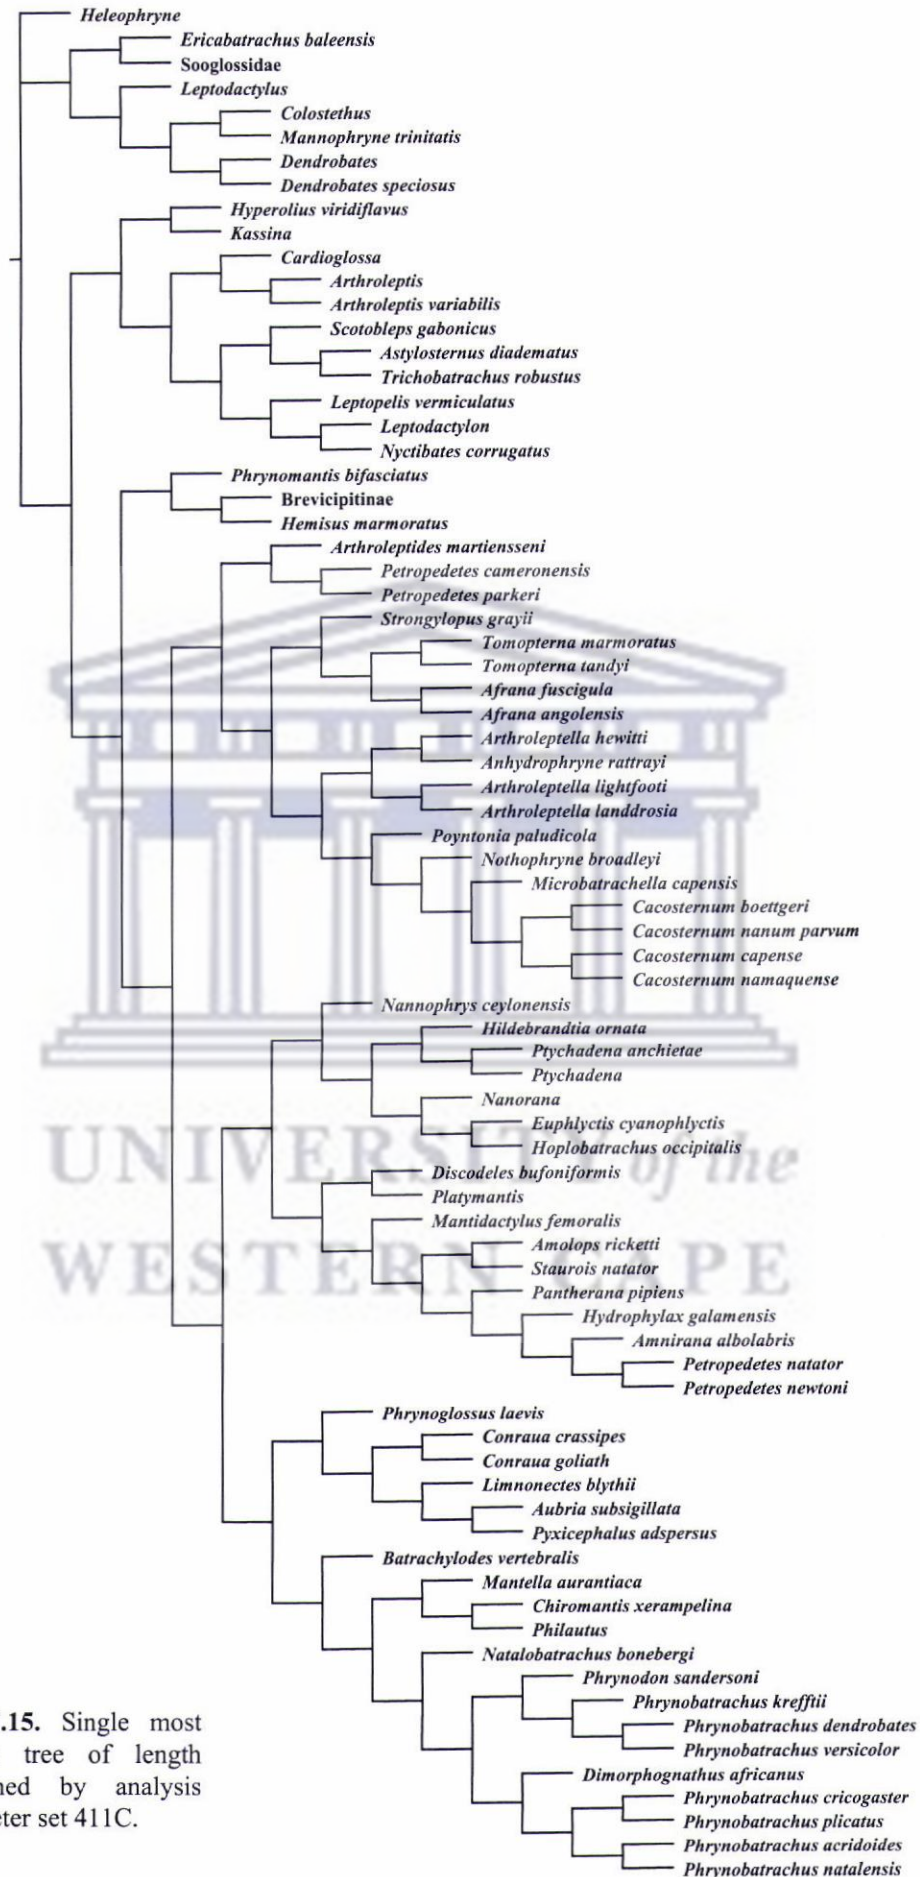 Heleophryne
Ericabatrachus baleensis
Sooglossidae
Leptodactylus
Colostethus
Mannophryne trinitatis
Dendrobates
Dendrobates speciosus
Hyperolius viridiflavus
Kassina
Cardioglossa
Arthroleptis
Arthroleptis variabilis
Scotobleps gabonicus
Astylosternus diadematus
Trichobatrachus robustus
Leptopelis vermiculatus
Leptodactylon
Nyctibates corrugatus
Phrynomantis bifasciatus
Brevicipitinae
Hemisus marmoratus
Arthroleptides martiensseni
Petropedetes cameronensis
Petropedetes parkeri
Strongylopus grayii
Tomopterna marmoratus
Tomopterna tandyi
Afrana fuscigula
Afrana angolensis
Arthroleptella hewitti
Anhydrophryne rattrayi
Arthroleptella lightfooti
Arthroleptella landdrosia
Poyntonia paludicola
Nothophryne broadleyi
Microbatrachella capensis
Cacosternum boettgeri
Cacosternum nanum parvum
Cacosternum capense
Cacosternum namaquense
Nannophrys ceylonensis
Hildebrandtia ornata
Ptychadena anchietae
Ptychadena
Nanorana
Euphlyctis cyanophlyctis
Hoplobatrachus occipitalis
UNIVERSITY of the
Discodeles bufoniformis
Platymantis
Mantidactylus femoralis
Amolops ricketti
Staurois natator
WESTERN CAPE
Pantherana pipiens
Hydrophylax galamensis
Amnirana albolabris
Petropedetes natator
Petropedetes newtoni
Phrynoglossus laevis
Conraua crassipes
Conraua goliath
Limnonectes blythii
Aubria subsigillata
Pyxicephalus adspersus
Batrachylodes vertebralis
Mantella aurantiaca
Chiromantis xerampelina
Philautus
Natalobatrachus bonebergi
Phrynodon sandersoni
Phrynobatrachus krefftii
Phrynobatrachus dendrobates
Phrynobatrachus versicolor
Dimorphognathus africanus
Phrynobatrachus cricogaster
Phrynobatrachus plicatus
Phrynobatrachus acridoides
Phrynobatrachus natalensis
.15. Single most
tree of length
ned by analysis
eter set 411C.